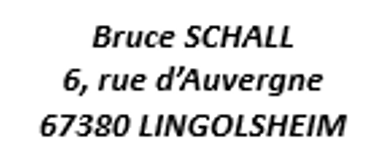 Bruce SCHALL
6, rue d’Auvergne
67380 LINGOLSHEIM